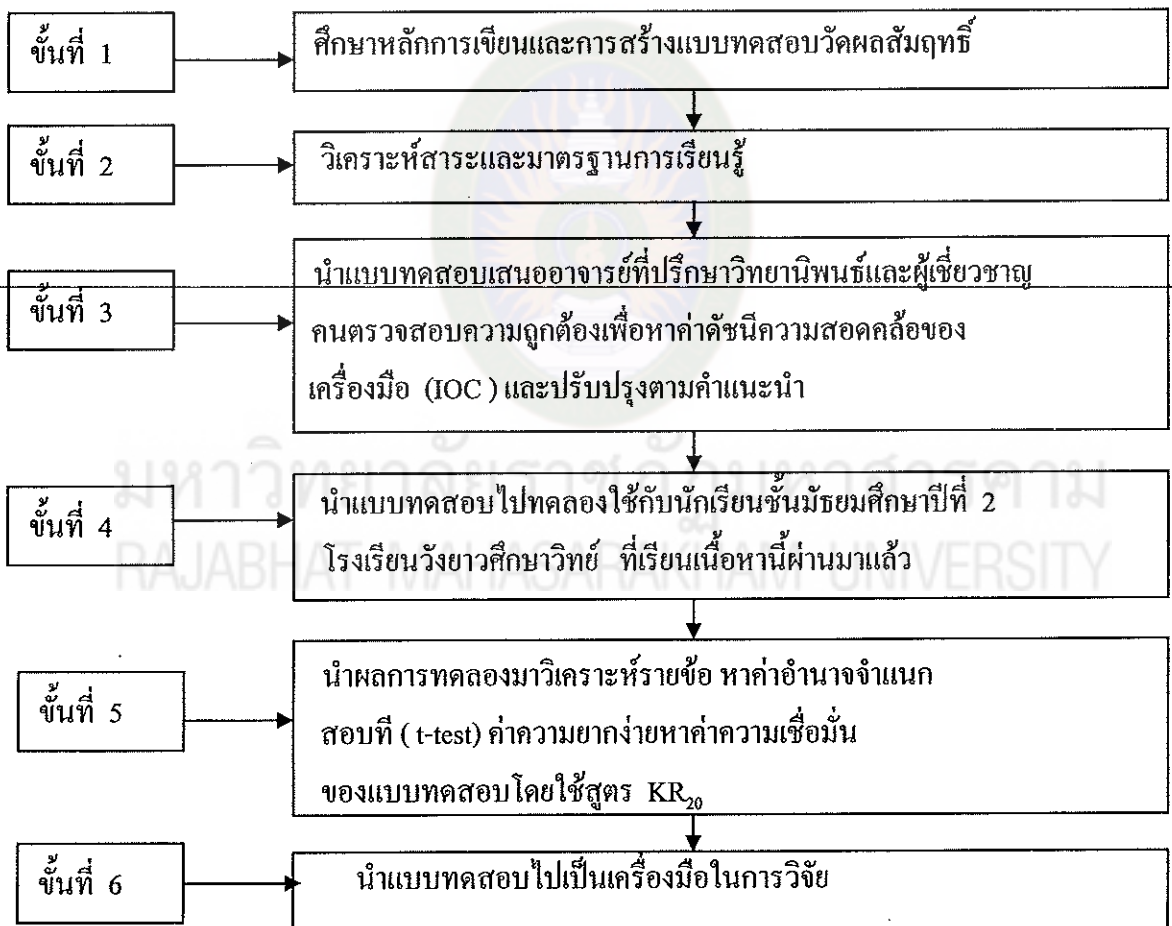 ขั้นที่ 1
ศึกษาหลักการเขียนและการสร้างแบบทดสอบวัดผลสัมฤทธิ์
ขั้นที่ 2
วิเคราะห์สาระและมาตรฐานการเรียนรู้
ขั้นที่ 3
นำแบบทดสอบเสนออาจารย์ที่ปรึกษาวิทยานิพนธ์และผู้เชี่ยวชาญ
คนตรวจสอบความถูกต้องเพื่อหาค่าดัชนีความสอดคล้อของ
เครื่องมือ (IOC ) และปรับปรุงตามคำแนะนำ
มหาวิทยาลัยราชภัฏมหาสารคาม
RAJABHAT MAHASARAKHAM UNIVERSITY
ขั้นที่ 4
นำแบบทดสอบไปทดลองใช้กับนักเรียนชั้นมัธยมศึกษาปีที่ 2
โรงเรียนวังยาวศึกษาวิทย์ ที่เรียนเนื้อหานี้ผ่านมาแล้ว
ขั้นที่ 5
นำผลการทดลองมาวิเคราะห์รายข้อ หาค่าอำนาจจำแนก
สอบที ( t-test) ค่าความยากง่ายหาค่าความเชื่อมั่น
ของแบบทดสอบโดยใช้สูตร KR₂₀
ขั้นที่ 6
นำแบบทดสอบไปเป็นเครื่องมือในการวิจัย